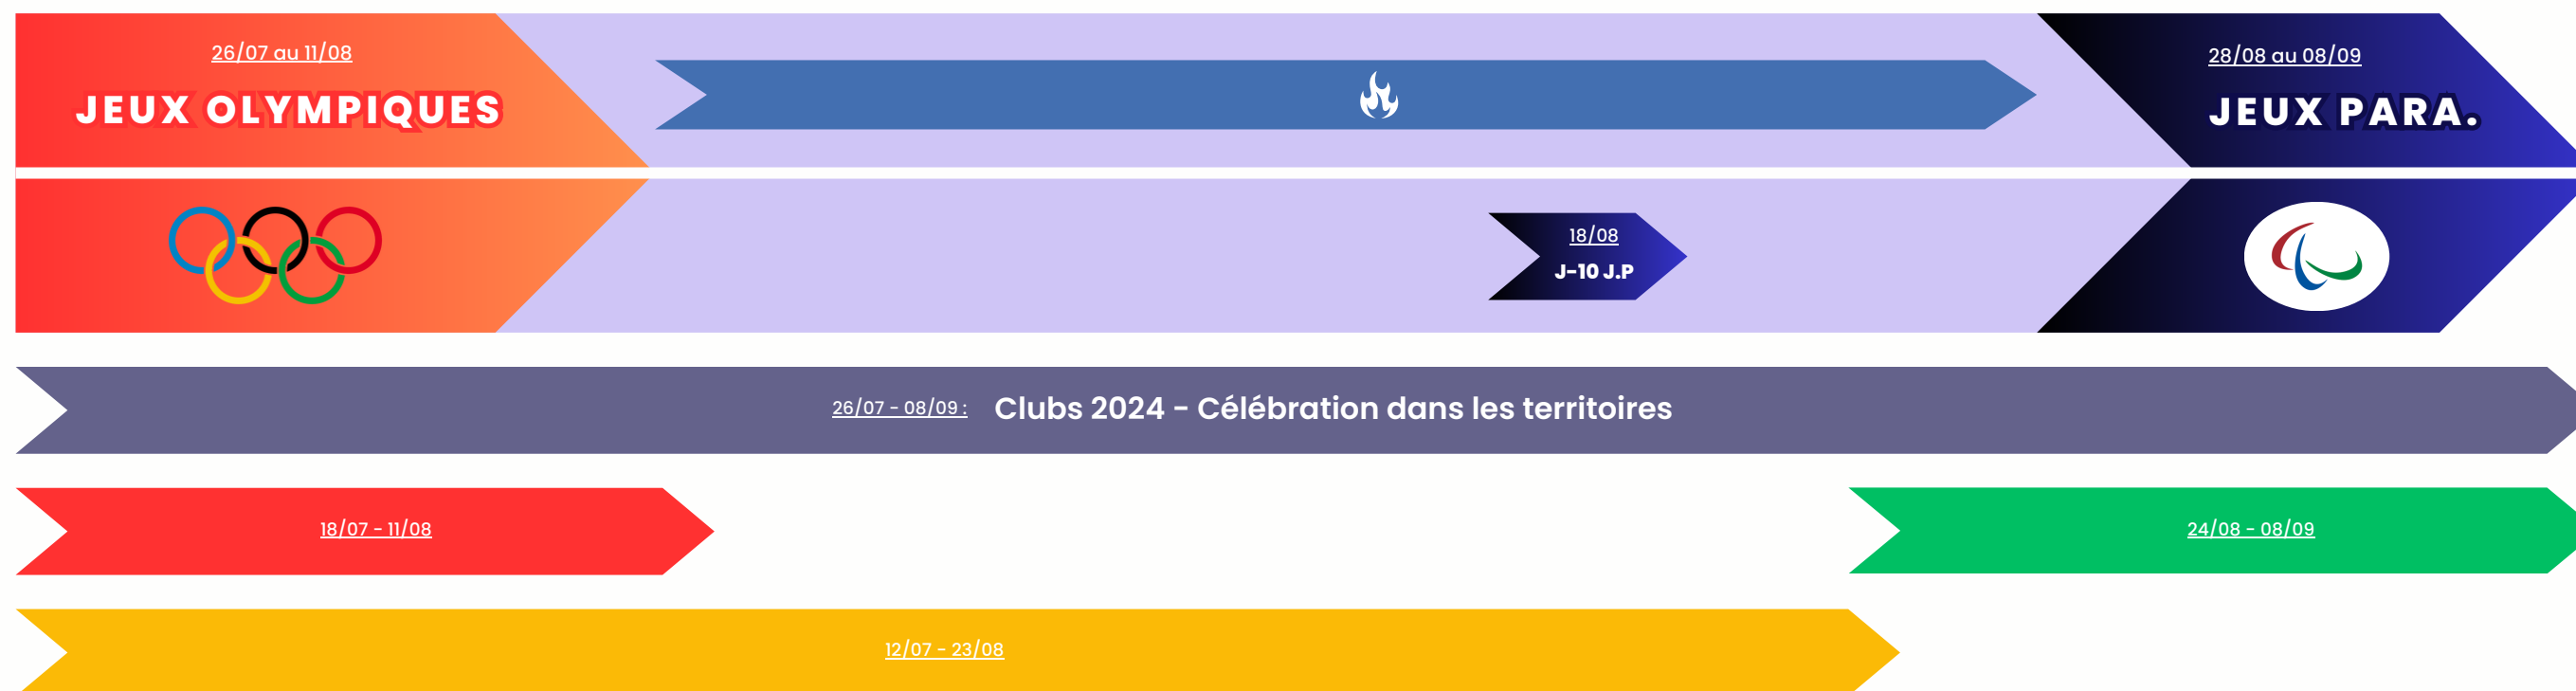 26/07 au 11/08
JEUX OLYMPIQUES
28/08 au 08/09
JEUX PARA.
18/08
J-10 J.P
26/07 - 08/09 : Clubs 2024 - Célébration dans les territoires
18/07 - 11/08
24/08 - 08/09
12/07 - 23/08